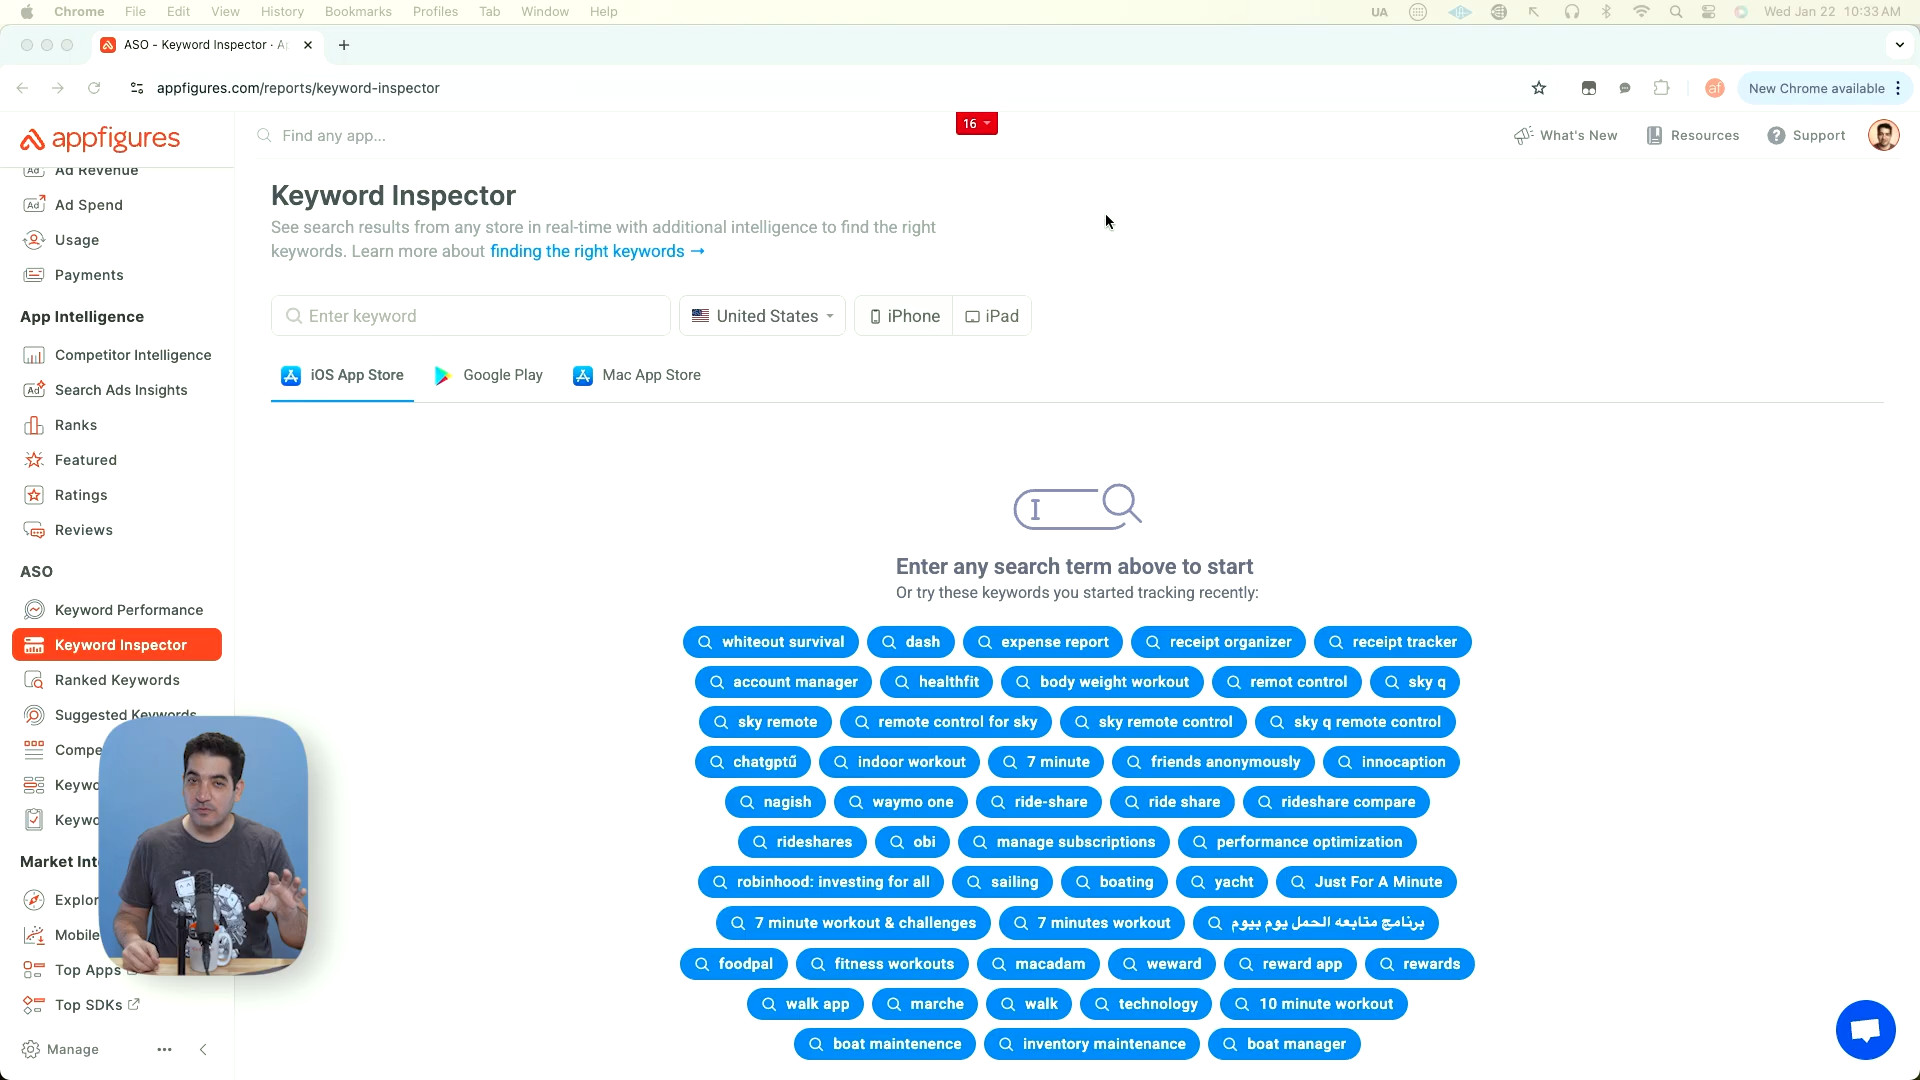 Chrome File Edit View History Bookmarks Profiles Tab Window Help UA Wed Jan 22 10:33 AM
ASO - Keyword Inspector · Ap
appfigures.com/reports/keyword-inspector
af New Chrome available
appfigures
Find any app...
16
What's New Resources Support
Ad Revenue
Ad Spend
Usage
Payments
App Intelligence
Competitor Intelligence
Search Ads Insights
Ranks
Featured
Ratings
Reviews
ASO
Keyword Performance
Keyword Inspector
Ranked Keywords
Suggested Keywords
Compe
Keywo
Keywo
Market Int
Explor
Mobile
Top Apps
Top SDKs
Manage
Keyword Inspector
See search results from any store in real-time with additional intelligence to find the right
keywords. Learn more about finding the right keywords →
Enter keyword United States iPhone iPad
iOS App Store Google Play Mac App Store
Enter any search term above to start
Or try these keywords you started tracking recently:
whiteout survival dash expense report receipt organizer receipt tracker
account manager healthfit body weight workout remot control sky q
sky remote remote control for sky sky remote control sky q remote control
chatgptű indoor workout 7 minute friends anonymously innocaption
nagish waymo one ride-share ride share rideshare compare
rideshares obi manage subscriptions performance optimization
robinhood: investing for all sailing boating yacht Just For A Minute
7 minute workout & challenges 7 minutes workout برنامج متابعه الحمل يوم بيوم
foodpal fitness workouts macadam weward reward app rewards
walk app marche walk technology 10 minute workout
boat maintenence inventory maintenance boat manager